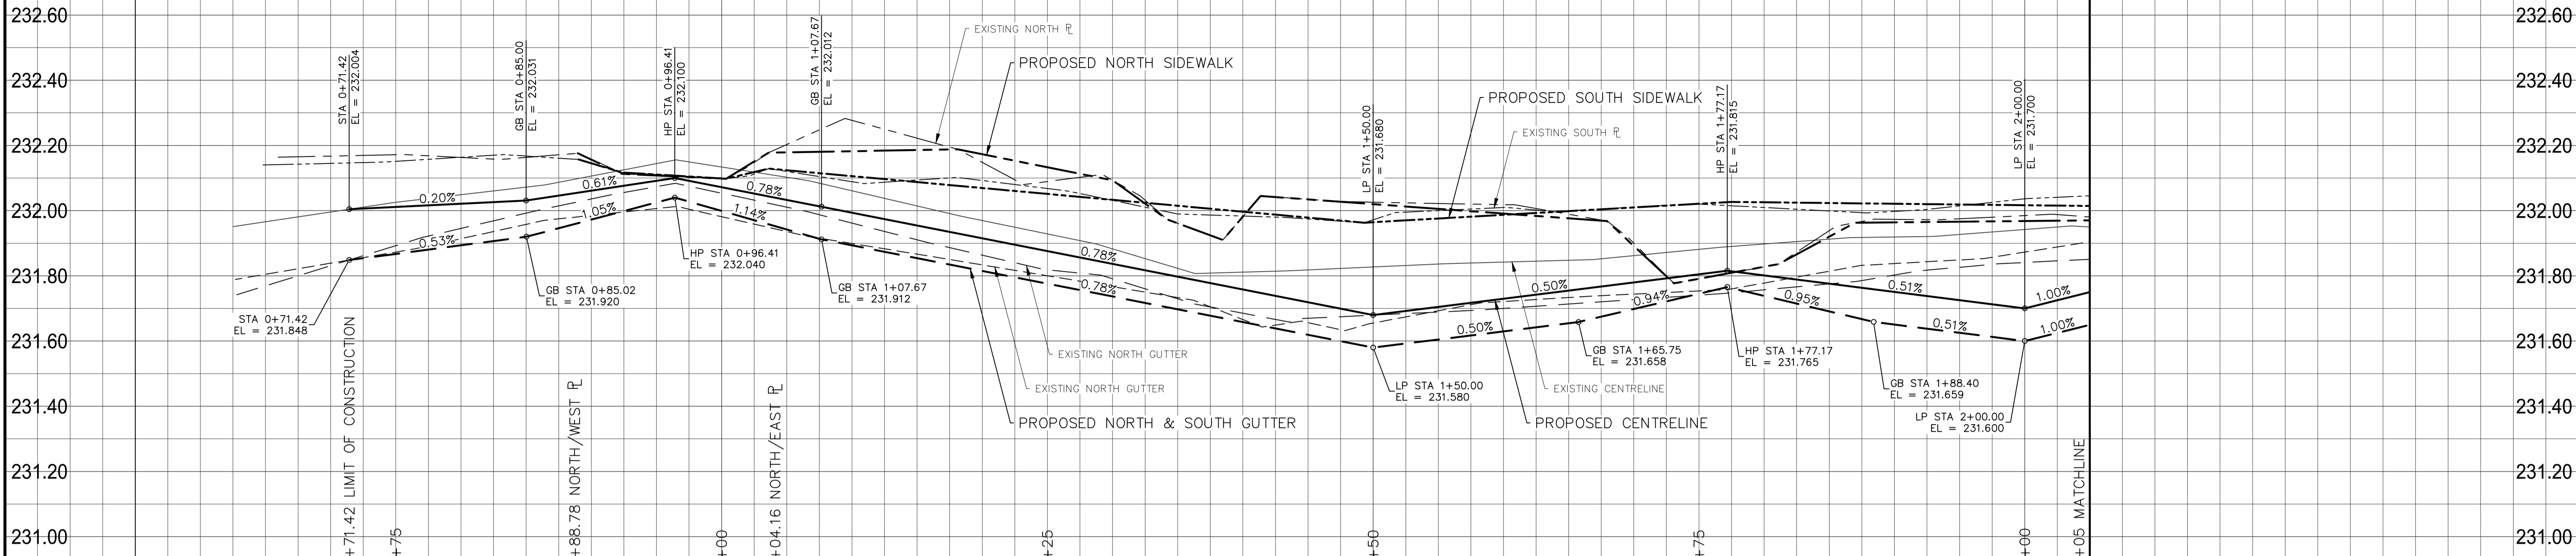 232.60
232.40
232.20
232.00
231.80
231.60
231.40
231.20
231.00
STA 0+71.42
EL = 232.004
GB STA 0+85.00
EL = 232.031
HP STA 0+96.41
EL = 232.100
GB STA 1+07.67
EL = 232.012
EXISTING NORTH ℄
PROPOSED NORTH SIDEWALK
LP STA 1+50.00
EL = 231.680
PROPOSED SOUTH SIDEWALK
EXISTING SOUTH ℄
HP STA 1+77.17
EL = 231.815
LP STA 2+00.00
EL = 231.700
0.20%
0.61%
0.78%
0.78%
0.50%
0.51%
1.00%
0.53%
1.05%
1.14%
0.78%
0.50%
0.94%
0.95%
0.51%
1.00%
STA 0+71.42
EL = 231.848
GB STA 0+85.02
EL = 231.920
HP STA 0+96.41
EL = 232.040
GB STA 1+07.67
EL = 231.912
EXISTING NORTH GUTTER
EXISTING NORTH GUTTER
PROPOSED NORTH & SOUTH GUTTER
LP STA 1+50.00
EL = 231.580
EXISTING CENTRELINE
PROPOSED CENTRELINE
GB STA 1+65.75
EL = 231.658
HP STA 1+77.17
EL = 231.765
GB STA 1+88.40
EL = 231.659
LP STA 2+00.00
EL = 231.600
+71.42 LIMIT OF CONSTRUCTION
+75
+88.78 NORTH/WEST ℄
+00
+04.16 NORTH/EAST ℄
+25
+50
+75
+00
+05 MATCHLINE
232.60
232.40
232.20
232.00
231.80
231.60
231.40
231.20
231.00